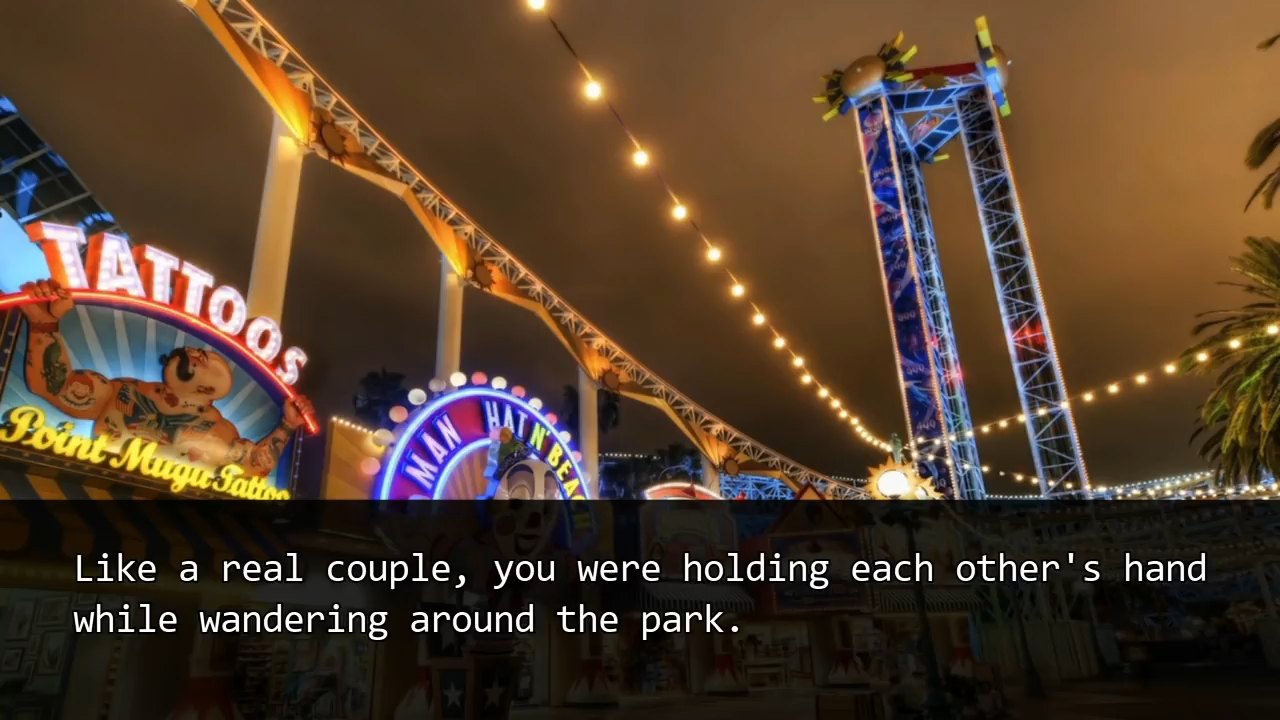 TATTOOS
Point Mugu Tattoo
MAN HAT N BEACH
Like a real couple, you were holding each other's hand
while wandering around the park.